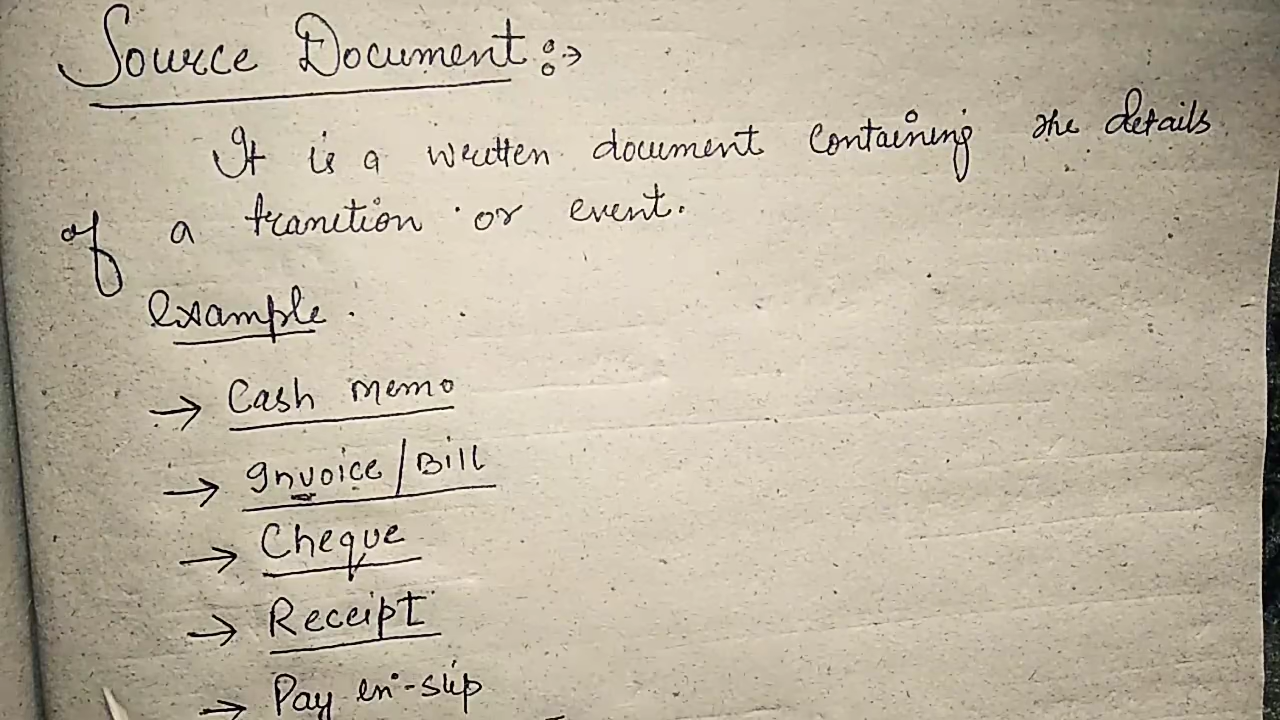 Source Document :→
It is a written document containing the details
of a tranction or event.
example.
→ Cash memo
→ Invoice/Bill
→ Cheque
→ Receipt
→ Pay in-slip